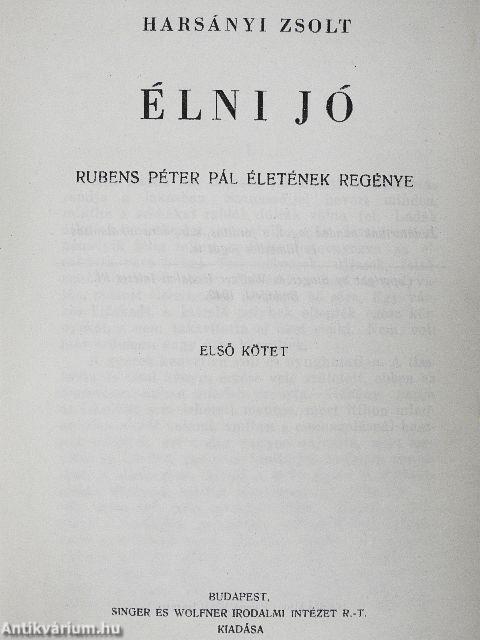 HARSÁNYI ZSOLT
ÉLNI JÓ
RUBENS PÉTER PÁL ÉLETÉNEK REGÉNYE
ELSŐ KÖTET
BUDAPEST,
SINGER ÉS WOLFNER IRODALMI INTÉZET R.-T.
KIADÁSA
Antikvárium.hu